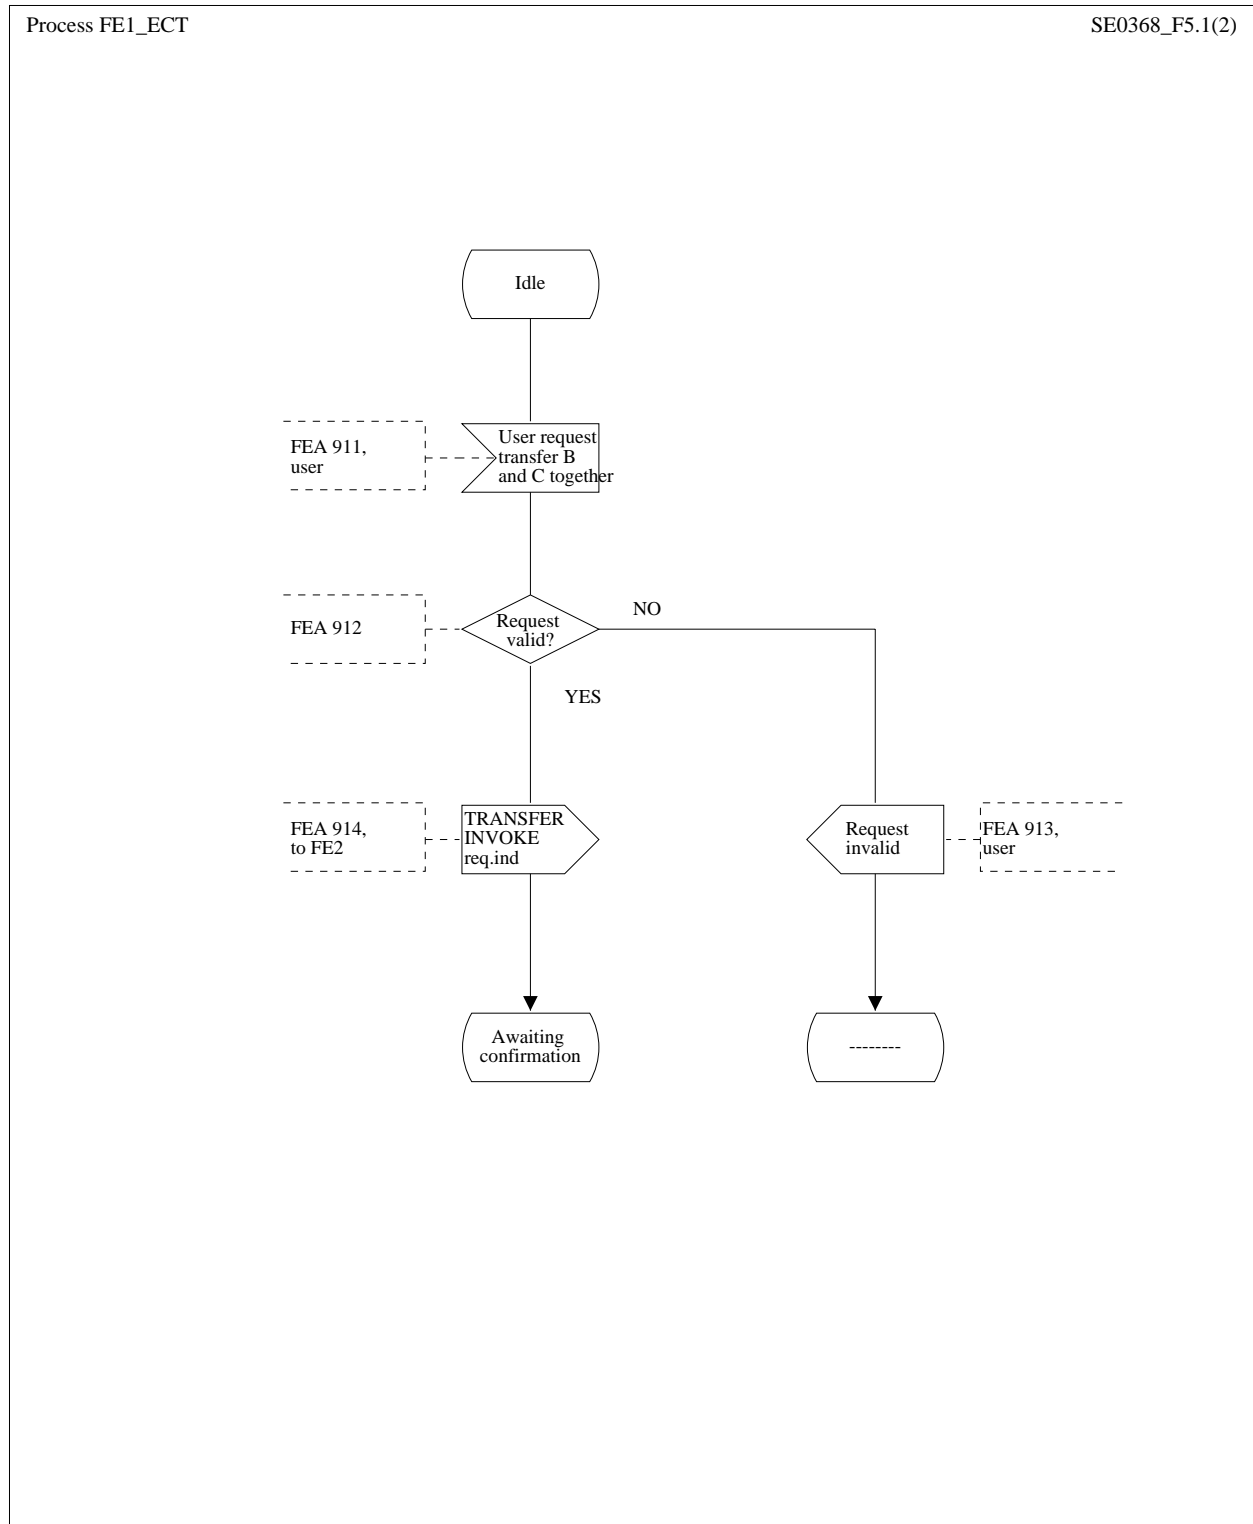 Process FE1_ECT
SE0368_F5.1(2)
Idle
FEA 911,
user
User request
transfer B
and C together
FEA 912
Request
valid?
NO
YES
FEA 914,
to FE2
TRANSFER
INVOKE
req.ind
Request
invalid
FEA 913,
user
Awaiting
confirmation
--------